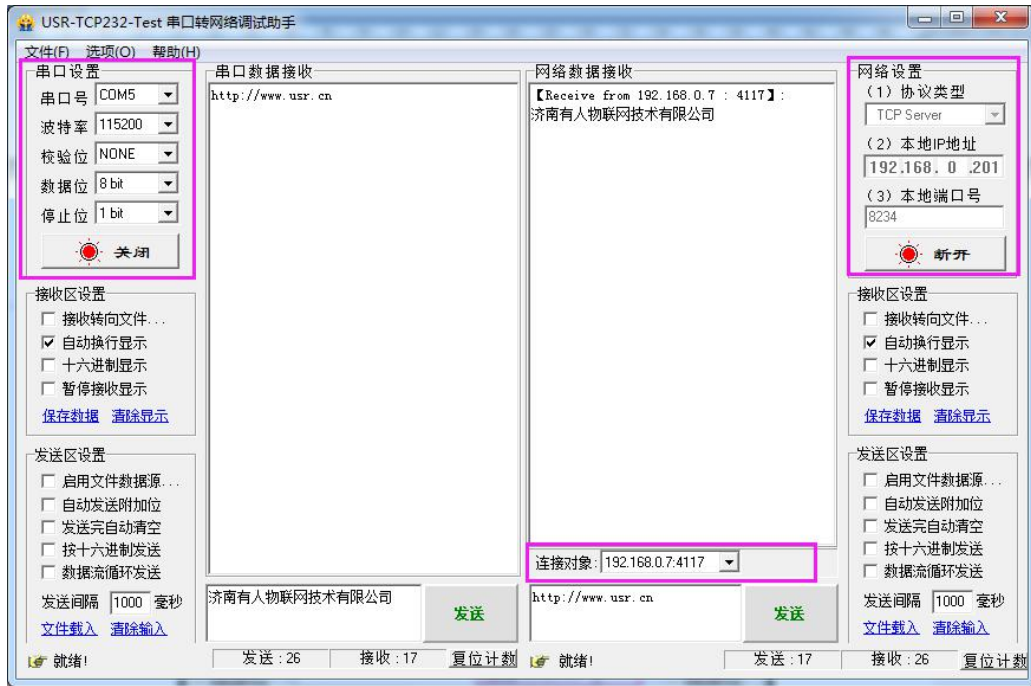 USR-TCP232-Test 串口转网络调试助手
文件(F) 选项(O) 帮助(H)
串口设置
串口号 COM5
波特率 115200
校验位 NONE
数据位 8 bit
停止位 1 bit
关闭
接收区设置
接收转向文件...
自动换行显示
十六进制显示
暂停接收显示
保存数据 清除显示
发送区设置
启用文件数据源...
自动发送附加位
发送完自动清空
按十六进制发送
数据流循环发送
发送间隔 1000 毫秒
文件载入 清除输入
就绪!
串口数据接收
http://www.usr.cn
济南有人物联网技术有限公司
发送
发送 : 26 接收 : 17 复位计数
网络数据接收
【Receive from 192.168.0.7 : 4117】:
济南有人物联网技术有限公司
连接对象: 192.168.0.7:4117
http://www.usr.cn
发送
就绪!
发送 : 17 接收 : 26 复位计数
网络设置
(1) 协议类型
TCP Server
(2) 本地IP地址
192.168. 0 .201
(3) 本地端口号
8234
断开
接收区设置
接收转向文件...
自动换行显示
十六进制显示
暂停接收显示
保存数据 清除显示
发送区设置
启用文件数据源...
自动发送附加位
发送完自动清空
按十六进制发送
数据流循环发送
发送间隔 1000 毫秒
文件载入 清除输入